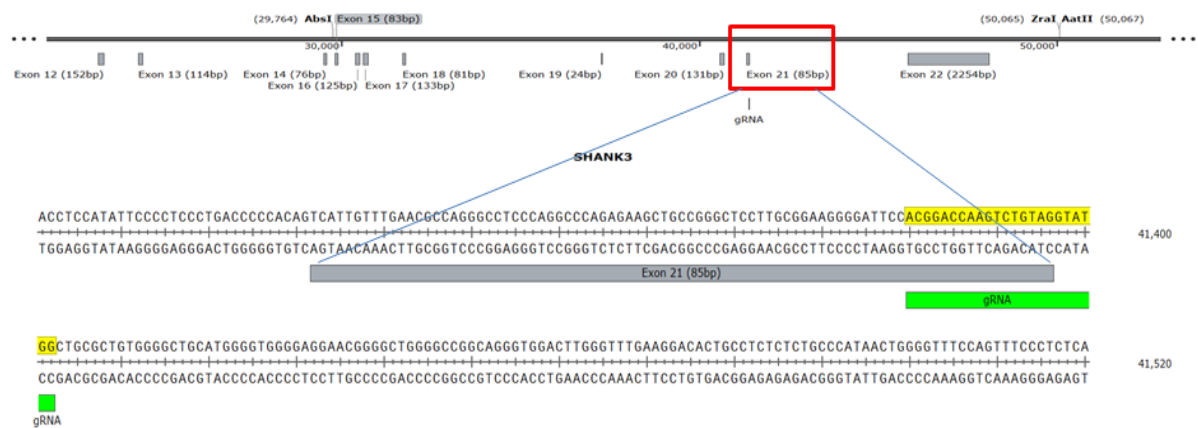 (29,764) AbsI Exon 15 (83bp) (50,065) ZraI AatII (50,067)
30,000 40,000 50,000
Exon 12 (152bp) Exon 13 (114bp) Exon 14 (76bp) Exon 18 (81bp) Exon 19 (24bp) Exon 20 (131bp) Exon 21 (85bp) Exon 22 (2254bp)
Exon 16 (125bp) Exon 17 (133bp)
gRNA
SHANK3
ACCTCCATATTCCCCTCCCTGACCCCCACAGTCATTGTTTGAACGCCAGGGCCTCCCAGGCCCAGAGAAGCTGCCGGGCTCCTTGCGGAAGGGGATTCCACGGACCAAGTCTGTAGGTAT
41,400
TGGAGGTATAAGGGGAGGGACTGGGGGTGTCAGTAACAAACTTGCGGTCCCGGAGGGTCCGGGTCTCTTCGACGGCCCGAGGAACGCCTTCCCCTAAGGTGCCTGGTTCAGACATCCATA
Exon 21 (85bp)
gRNA
GGCTGCGCTGTGGGGCTGCATGGGGTGGGGAGGAACGGGGCTGGGGCCGGCAGGGTGGACTTGGGTTTGAAGGACACTGCCTCTCTCTGCCCATAACTGGGGTTTCCAGTTTCCCTCTCA
41,520
CCGACGCGACACCCCGACGTACCCCACCCCTCCTTGCCCCGACCCCGGCCGTCCCACCTGAACCCAAACTTCCTGTGACGGAGAGAGACGGGTATTGACCCCAAAGGTCAAAGGGAGAGT
gRNA